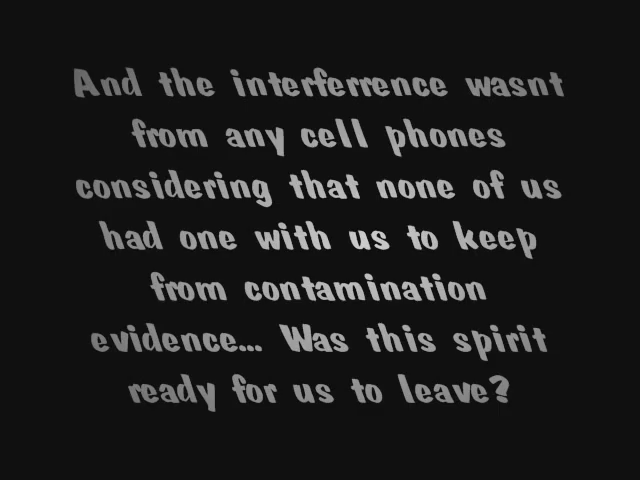 And the interferrence wasnt
from any cell phones
considering that none of us
had one with us to keep
from contamination
evidence... Was this spirit
ready for us to leave?